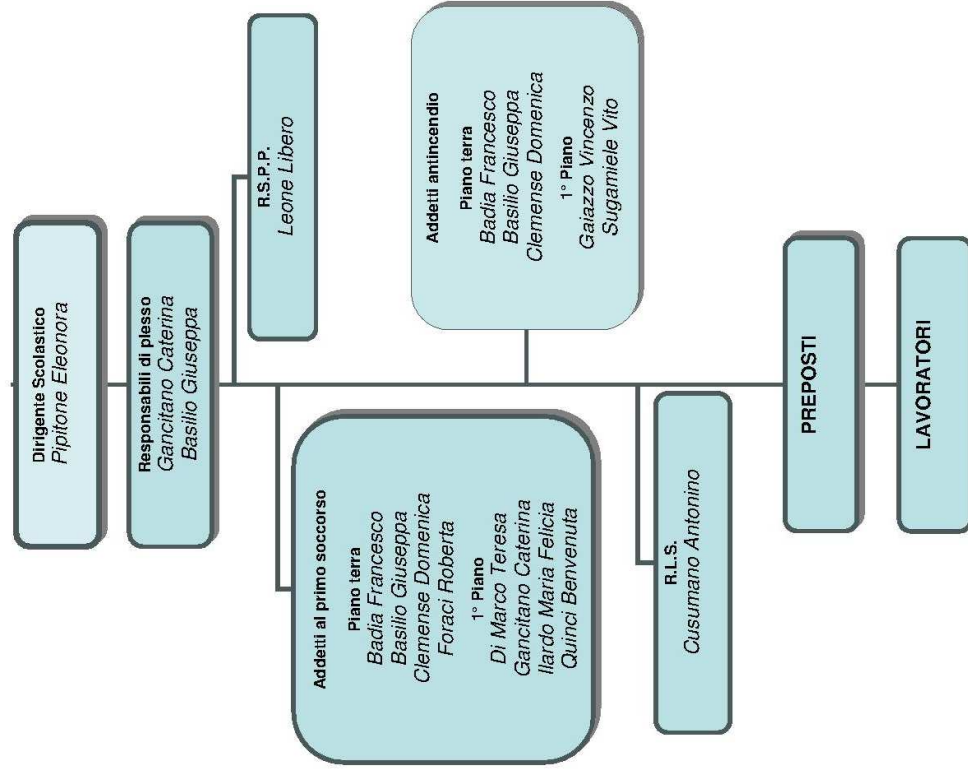 Dirigente Scolastico
Pipitone Eleonora
Responsabili di plesso
Gancitano Caterina
Basilio Giuseppa
R.S.P.P.
Leone Libero
Addetti al primo soccorso
Piano terra
Badia Francesco
Basilio Giuseppa
Clemense Domenica
Foraci Roberta
1° Piano
Di Marco Teresa
Gancitano Caterina
Ilardo Maria Felicia
Quinci Benvenuta
Addetti antincendio
Piano terra
Badia Francesco
Basilio Giuseppa
Clemense Domenica
1° Piano
Gaiazzo Vincenzo
Sugamiele Vito
R.L.S.
Cusumano Antonino
PREPOSTI
LAVORATORI